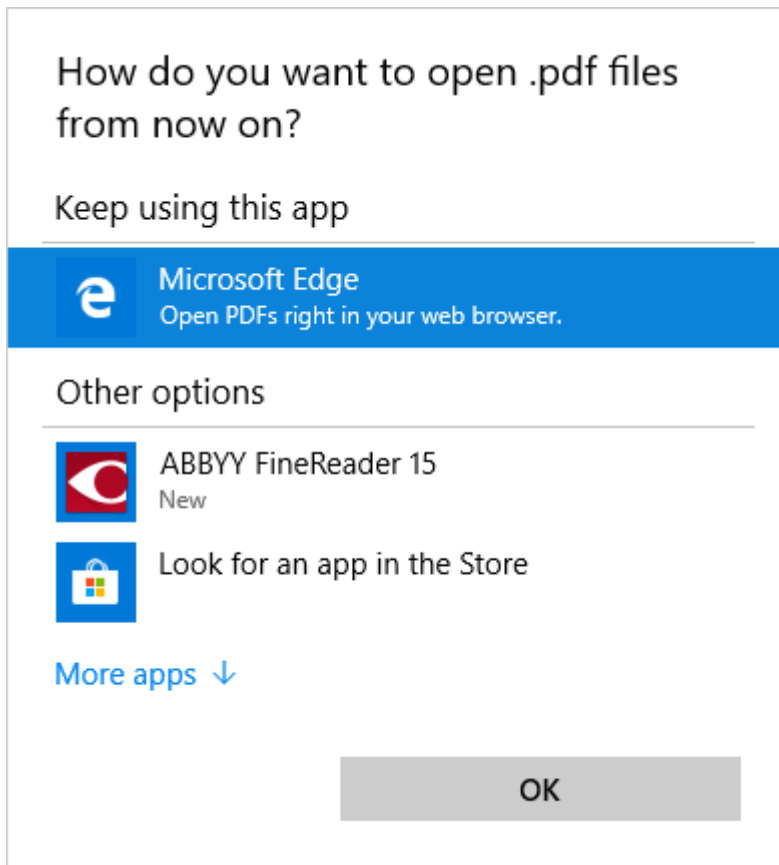 How do you want to open .pdf files
from now on?
Keep using this app
Microsoft Edge
Open PDFs right in your web browser.
Other options
ABBYY FineReader 15
New
Look for an app in the Store
More apps ↓
OK